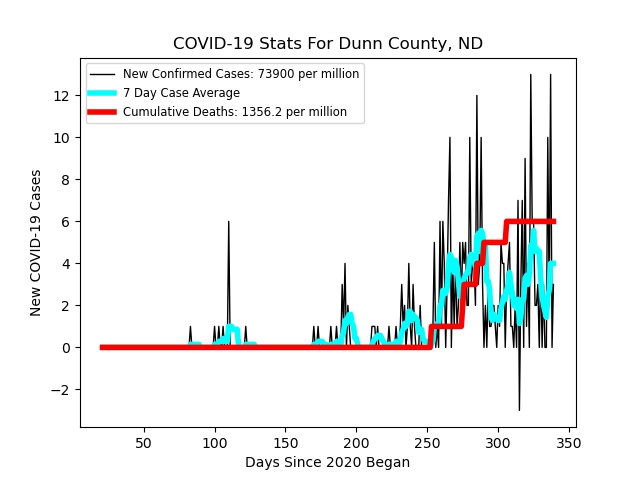 COVID-19 Stats For Dunn County, ND
New Confirmed Cases: 73900 per million
7 Day Case Average
Cumulative Deaths: 1356.2 per million
New COVID-19 Cases
12
10
8
6
4
2
0
−2
50 100 150 200 250 300 350
Days Since 2020 Began